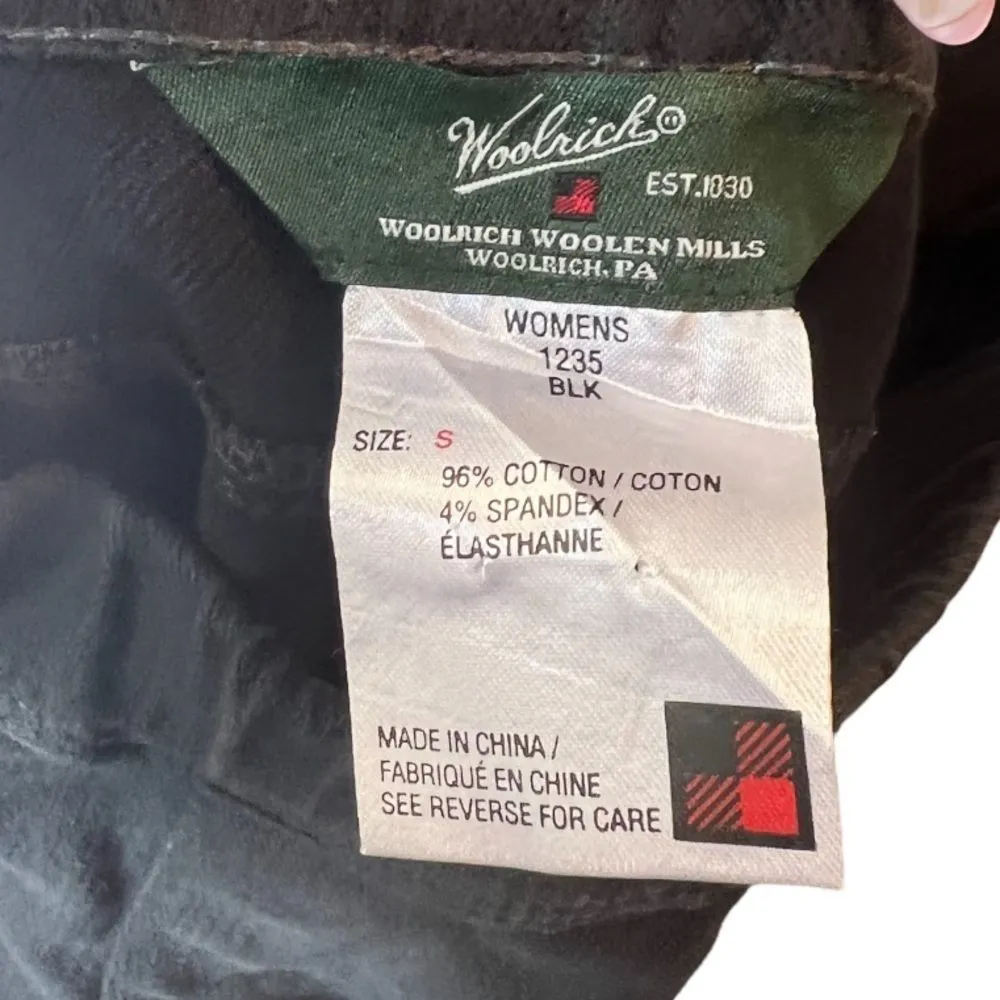 Woolrich
EST. 1830
WOOLRICH WOOLEN MILLS
WOOLRICH, PA
WOMENS
1235
BLK
SIZE: S
96% COTTON / COTON
4% SPANDEX /
ÉLASTHANNE
MADE IN CHINA /
FABRIQUÉ EN CHINE
SEE REVERSE FOR CARE